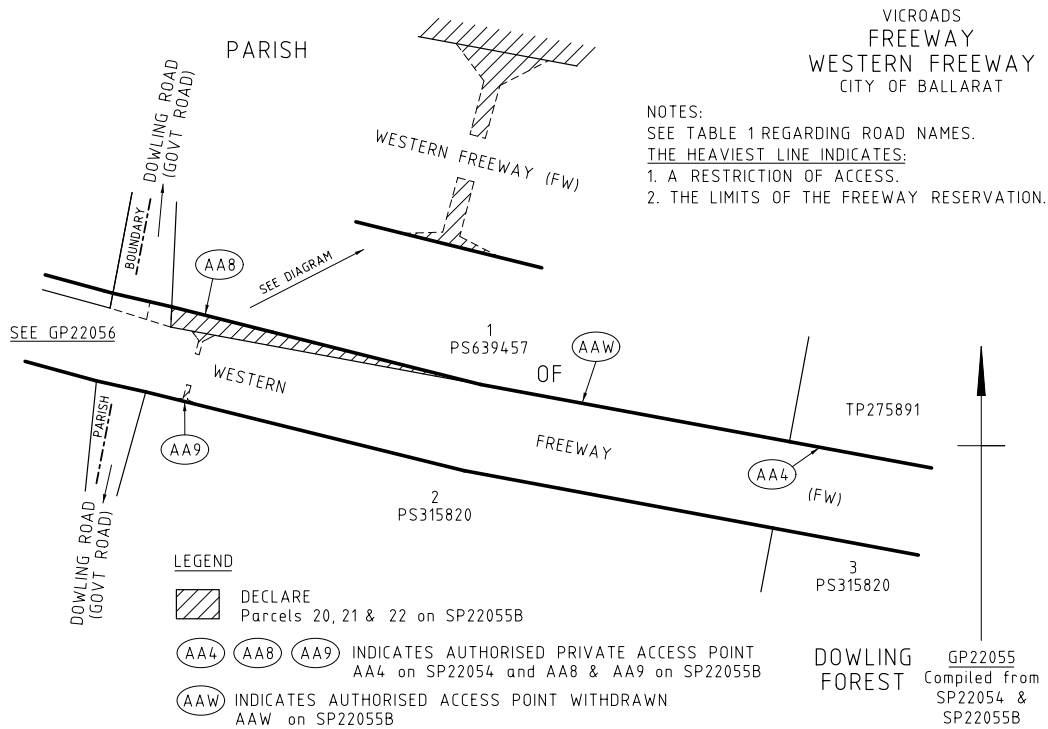 VICROADS
FREEWAY
WESTERN FREEWAY
CITY OF BALLARAT
PARISH
NOTES:
SEE TABLE 1 REGARDING ROAD NAMES.
THE HEAVIEST LINE INDICATES:
1. A RESTRICTION OF ACCESS.
2. THE LIMITS OF THE FREEWAY RESERVATION.
DOWLING ROAD
(GOVT ROAD)
BOUNDARY
WESTERN FREEWAY (FW)
AA8
SEE DIAGRAM
SEE GP22056
1
PS639457
AAW
OF
WESTERN
TP275891
PARISH
AA9
FREEWAY
AA4
(FW)
2
PS315820
DOWLING ROAD
(GOVT ROAD)
3
PS315820
LEGEND
DECLARE
Parcels 20, 21 & 22 on SP22055B
AA4 AA8 AA9 INDICATES AUTHORISED PRIVATE ACCESS POINT
AA4 on SP22054 and AA8 & AA9 on SP22055B
AAW INDICATES AUTHORISED ACCESS POINT WITHDRAWN
AAW on SP22055B
DOWLING
FOREST
GP22055
Compiled from
SP22054 &
SP22055B